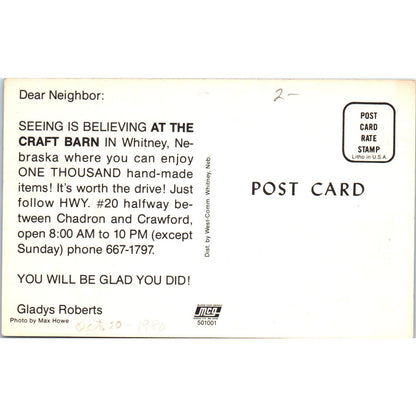 Dear Neighbor:
SEEING IS BELIEVING AT THE
CRAFT BARN IN Whitney, Ne-
braska where you can enjoy
ONE THOUSAND hand-made
items! It's worth the drive! Just
follow HWY. #20 halfway be-
tween Chadron and Crawford,
open 8:00 AM to 10 PM (except
Sunday) phone 667-1797.
YOU WILL BE GLAD YOU DID!
Gladys Roberts
Photo by Max Howe
Oct. 20 - 1980
Dist. by West-Comm. Whitney, Neb.
2-
POST
CARD
RATE
STAMP
Litho in U.S.A.
POST CARD
501001